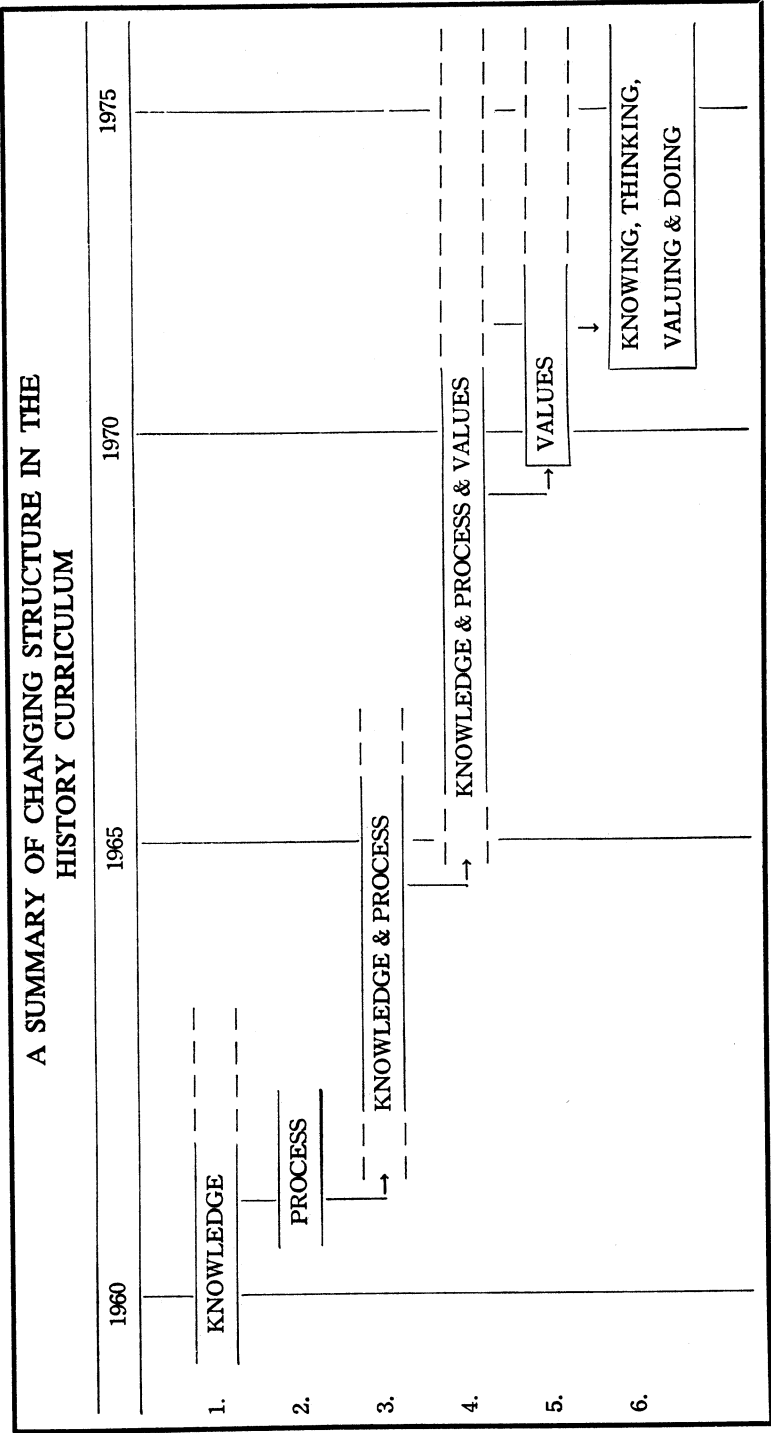 A SUMMARY OF CHANGING STRUCTURE IN THE
HISTORY CURRICULUM
1960 1965 1970 1975
1. KNOWLEDGE
2. PROCESS
3. KNOWLEDGE & PROCESS
4. KNOWLEDGE & PROCESS & VALUES
5. VALUES
6. KNOWING, THINKING,
VALUING & DOING